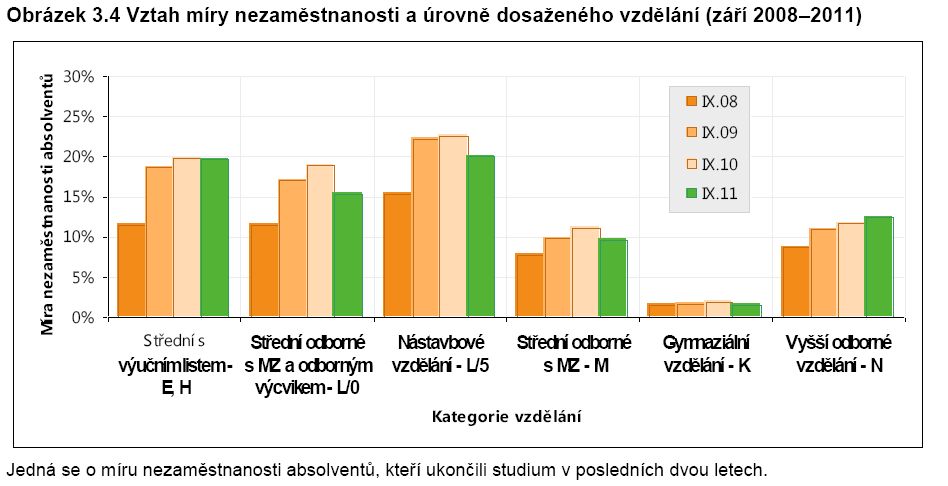 Obrázek 3.4 Vztah míry nezaměstnanosti a úrovně dosaženého vzdělání (září 2008–2011)
Míra nezaměstnanosti absolventů
30%
25%
20%
15%
10%
5%
0%
IX.08
IX.09
IX.10
IX.11
Střední s
výučním listem -
E, H
Střední odborné
s MZ a odborným
výcvikem - L/0
Nástavbové
vzdělání - L/5
Střední odborné
s MZ - M
Gymnaziální
vzdělání - K
Vyšší odborné
vzdělání - N
Kategorie vzdělání
Jedná se o míru nezaměstnanosti absolventů, kteří ukončili studium v posledních dvou letech.